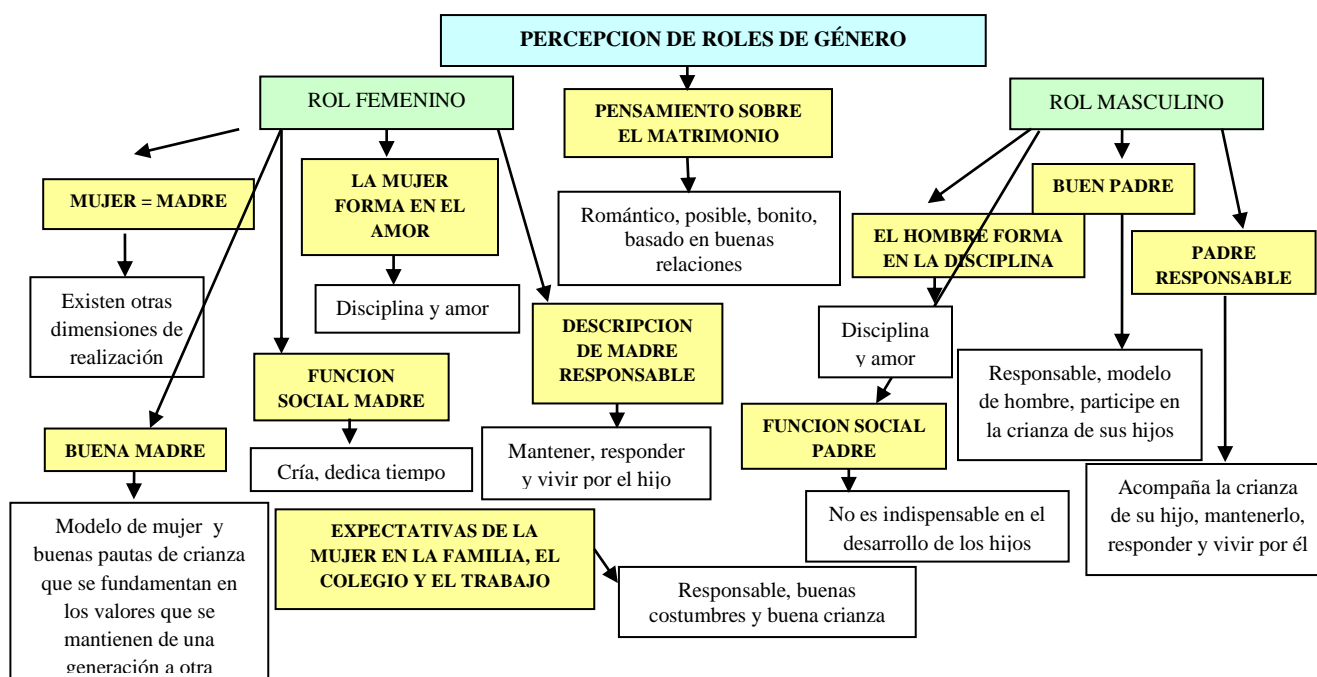 PERCEPCION DE ROLES DE GÉNERO
ROL FEMENINO
MUJER = MADRE
Existen otras
dimensiones de
realización
BUENA MADRE
Modelo de mujer y
buenas pautas de crianza
que se fundamentan en
los valores que se
mantienen de una
generación a otra
FUNCION
SOCIAL MADRE
Cría, dedica tiempo
LA MUJER
FORMA EN EL
AMOR
Disciplina y amor
DESCRIPCION
DE MADRE
RESPONSABLE
Mantener, responder
y vivir por el hijo
EXPECTATIVAS DE LA
MUJER EN LA FAMILIA, EL
COLEGIO Y EL TRABAJO
Responsable, buenas
costumbres y buena crianza
PENSAMIENTO SOBRE
EL MATRIMONIO
Romántico, posible, bonito,
basado en buenas
relaciones
ROL MASCULINO
EL HOMBRE FORMA
EN LA DISCIPLINA
Disciplina
y amor
FUNCION SOCIAL
PADRE
No es indispensable en el
desarrollo de los hijos
BUEN PADRE
Responsable, modelo
de hombre, participe en
la crianza de sus hijos
PADRE
RESPONSABLE
Acompaña la crianza
de su hijo, mantenerlo,
responder y vivir por él